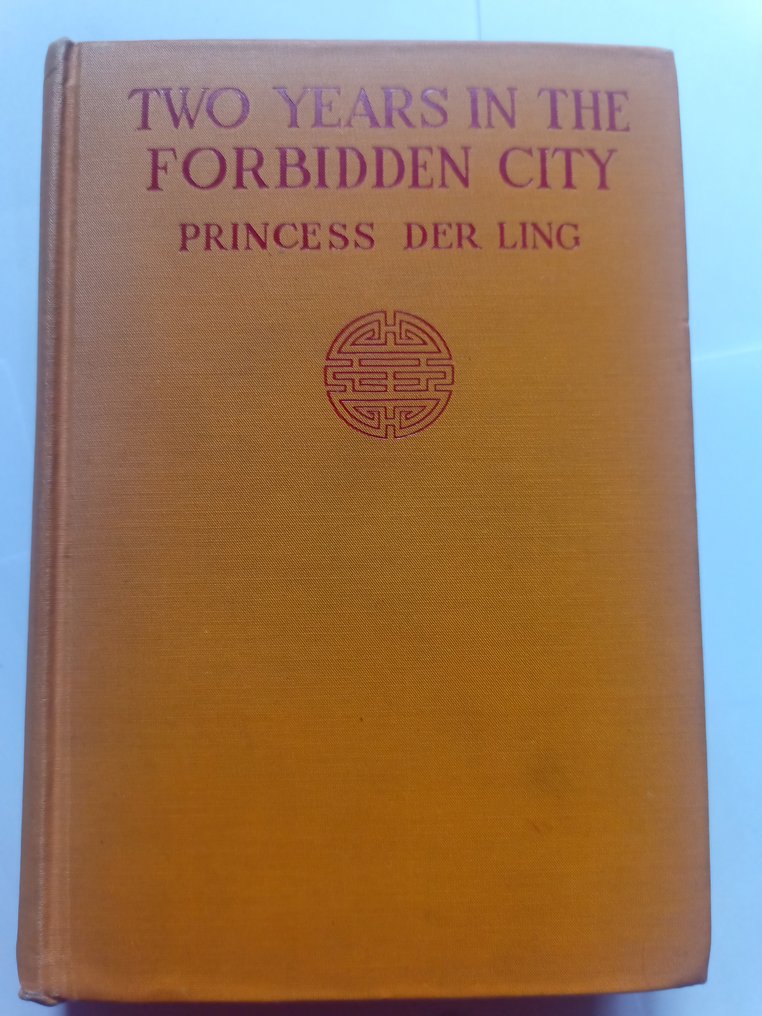 TWO YEARS IN THE
FORBIDDEN CITY
PRINCESS DER LING